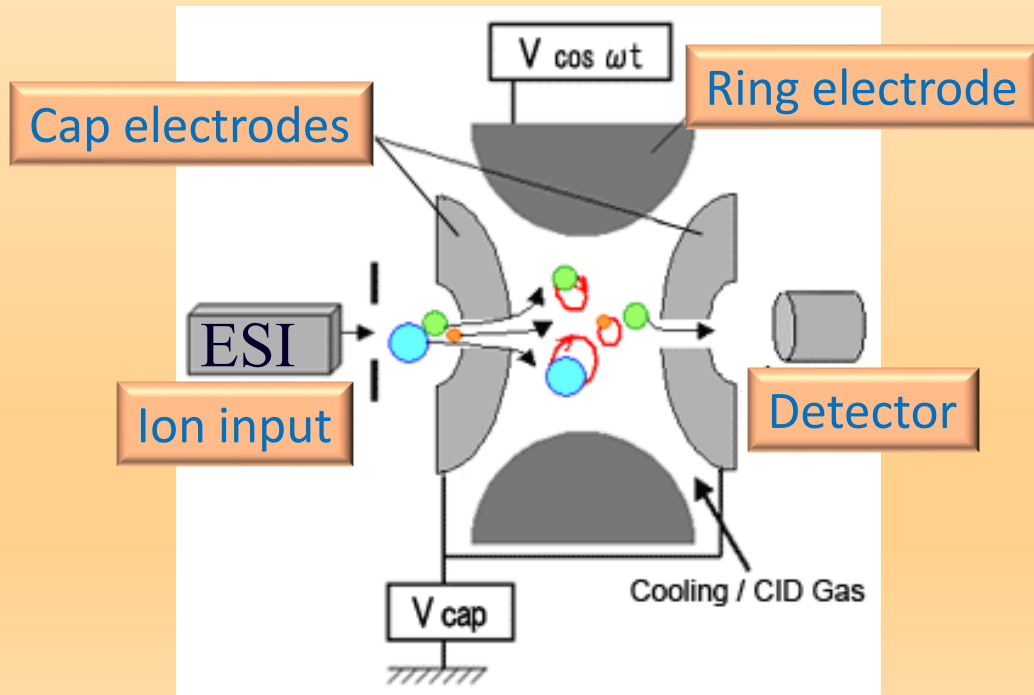 V cos ωt
Ring electrode
Cap electrodes
ESI
Ion input
Detector
Cooling / CID Gas
V cap